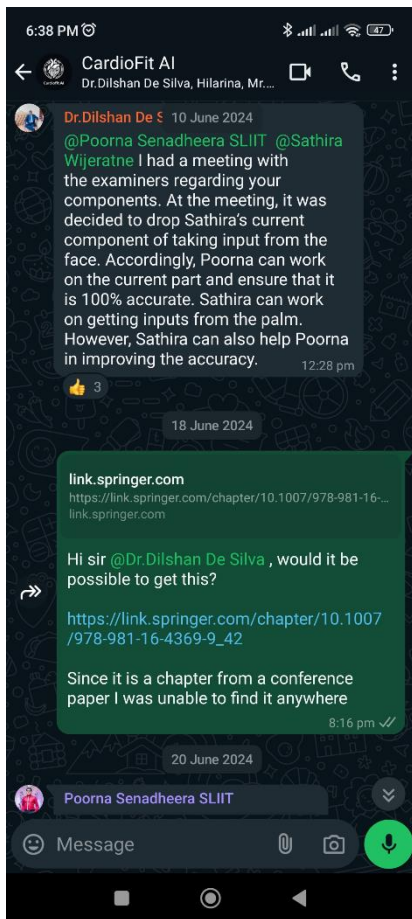 6:38 PM
47
CardioFit AI
Dr.Dilshan De Silva, Hilarina, Mr....
Dr.Dilshan De S
10 June 2024
@Poorna Senadheera SLIIT @Sathira
Wijeratne I had a meeting with
the examiners regarding your
components. At the meeting, it was
decided to drop Sathira's current
component of taking input from the
face. Accordingly, Poorna can work
on the current part and ensure that it
is 100% accurate. Sathira can work
on getting inputs from the palm.
However, Sathira can also help Poorna
in improving the accuracy.
12:28 pm
👍 3
18 June 2024
link.springer.com
https://link.springer.com/chapter/10.1007/978-981-16-...
link.springer.com
Hi sir @Dr.Dilshan De Silva , would it be
possible to get this?
https://link.springer.com/chapter/10.1007
/978-981-16-4369-9_42
Since it is a chapter from a conference
paper I was unable to find it anywhere
8:16 pm
20 June 2024
Poorna Senadheera SLIIT
Message